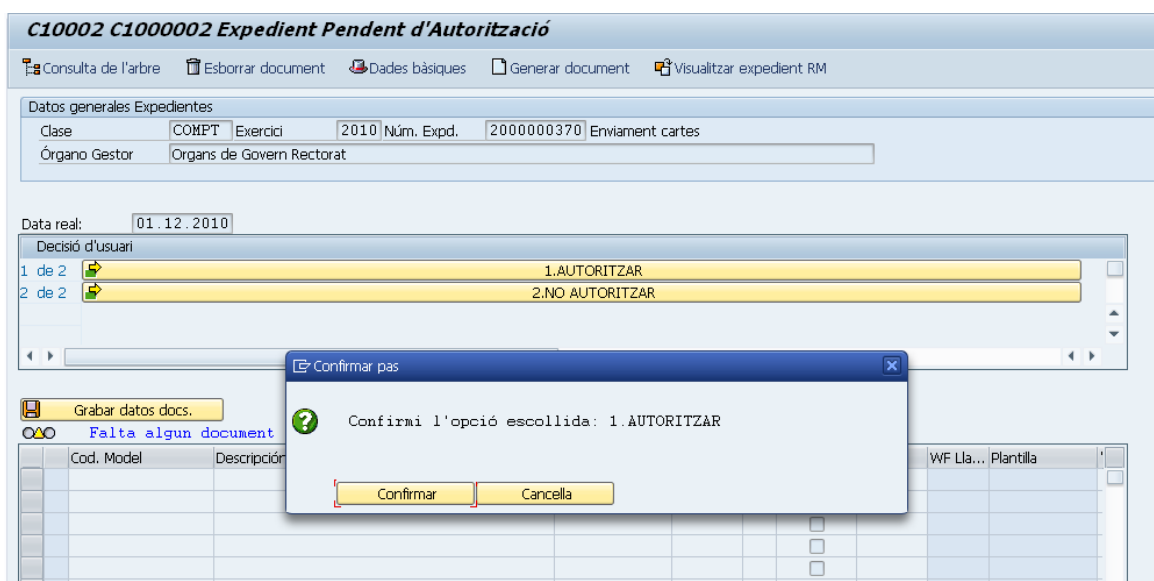 C10002 C1000002 Expedient Pendent d'Autorització
Consulta de l'arbre Esborrar document Dades bàsiques Generar document Visualitzar expedient RM
Datos generales Expedientes
Clase COMPT Exercici 2010 Núm. Expd. 2000000370 Enviament cartes
Órgano Gestor Organs de Govern Rectorat
Data real: 01.12.2010
Decisió d'usuari
1 de 2 1.AUTORITZAR
2 de 2 2.NO AUTORITZAR
Confirmar pas
Confirmi l'opció escollida: 1.AUTORITZAR
Confirmar Cancella
Grabar datos docs.
Falta algun document
Cod. Model Descripción WF Lla... Plantilla